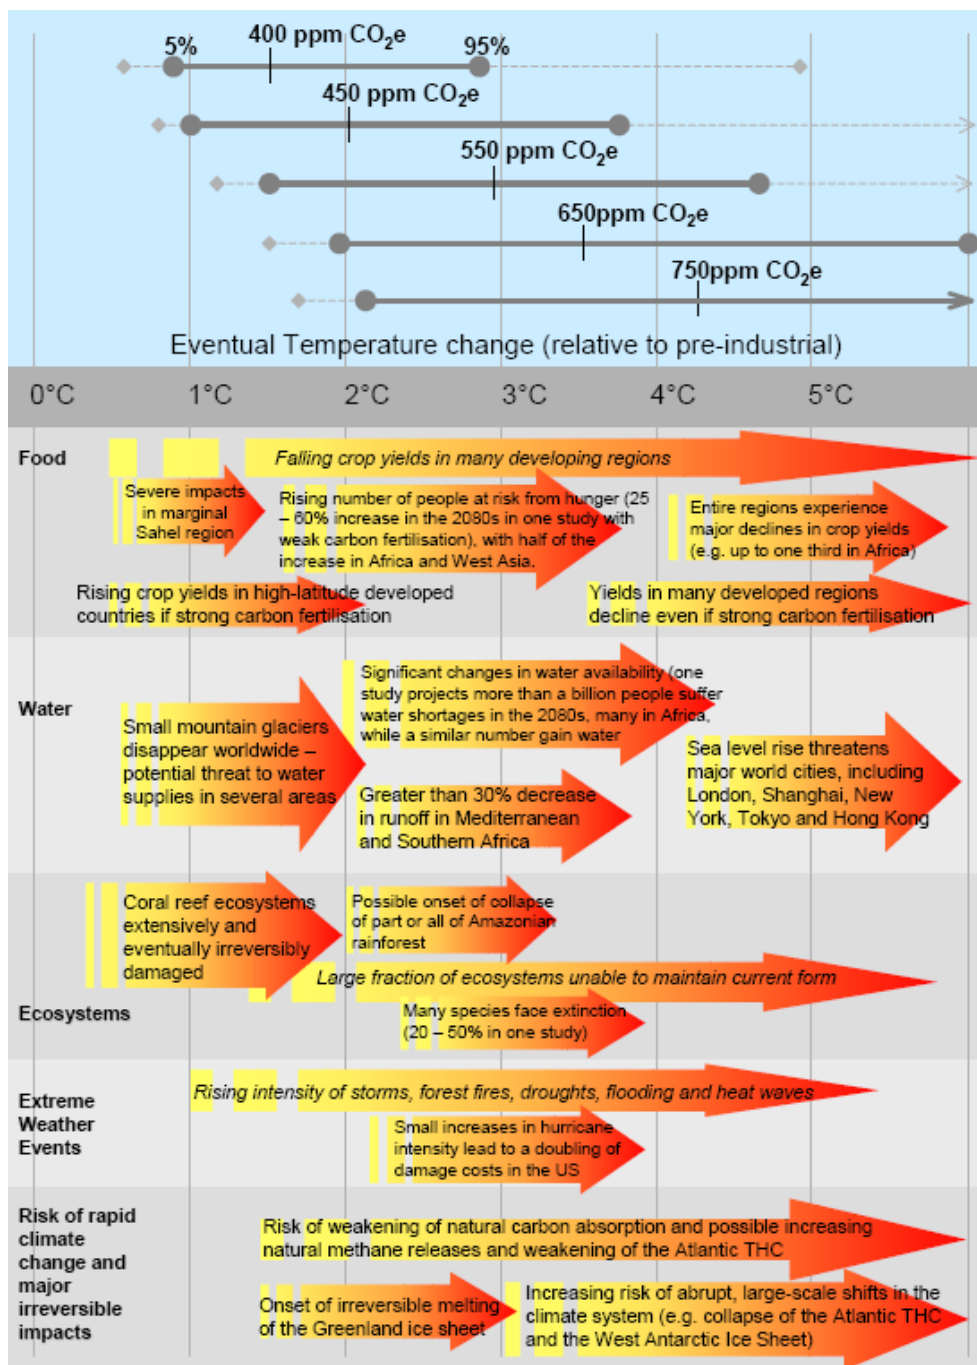 400 ppm CO₂e
5%
95%
450 ppm CO₂e
550 ppm CO₂e
650ppm CO₂e
750ppm CO₂e
Eventual Temperature change (relative to pre-industrial)
0°C
1°C
2°C
3°C
4°C
5°C
Food
Falling crop yields in many developing regions
Severe impacts
in marginal
Sahel region
Rising number of people at risk from hunger (25
– 60% increase in the 2080s in one study with
weak carbon fertilisation), with half of the
increase in Africa and West Asia.
Entire regions experience
major declines in crop yields
(e.g. up to one third in Africa)
Rising crop yields in high-latitude developed
countries if strong carbon fertilisation
Yields in many developed regions
decline even if strong carbon fertilisation
Water
Small mountain glaciers
disappear worldwide –
potential threat to water
supplies in several areas
Significant changes in water availability (one
study projects more than a billion people suffer
water shortages in the 2080s, many in Africa,
while a similar number gain water
Greater than 30% decrease
in runoff in Mediterranean
and Southern Africa
Sea level rise threatens
major world cities, including
London, Shanghai, New
York, Tokyo and Hong Kong
Ecosystems
Coral reef ecosystems
extensively and
eventually irreversibly
damaged
Possible onset of collapse
of part or all of Amazonian
rainforest
Large fraction of ecosystems unable to maintain current form
Many species face extinction
(20 – 50% in one study)
Extreme
Weather
Events
Rising intensity of storms, forest fires, droughts, flooding and heat waves
Small increases in hurricane
intensity lead to a doubling of
damage costs in the US
Risk of rapid
climate
change and
major
irreversible
impacts
Risk of weakening of natural carbon absorption and possible increasing
natural methane releases and weakening of the Atlantic THC
Onset of irreversible melting
of the Greenland ice sheet
Increasing risk of abrupt, large-scale shifts in the
climate system (e.g. collapse of the Atlantic THC
and the West Antarctic Ice Sheet)